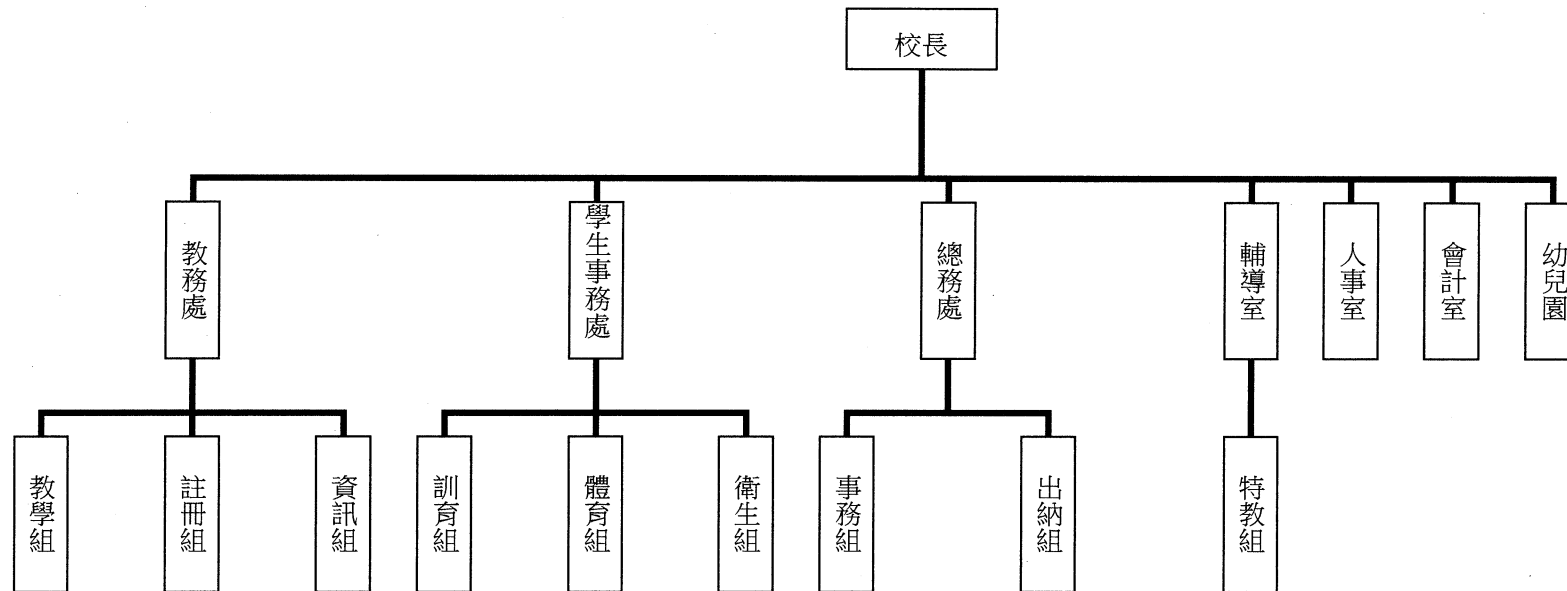 校長
教務處
學生事務處
總務處
輔導室
人事室
會計室
幼兒園
教學組
註冊組
資訊組
訓育組
體育組
衛生組
事務組
出納組
特教組